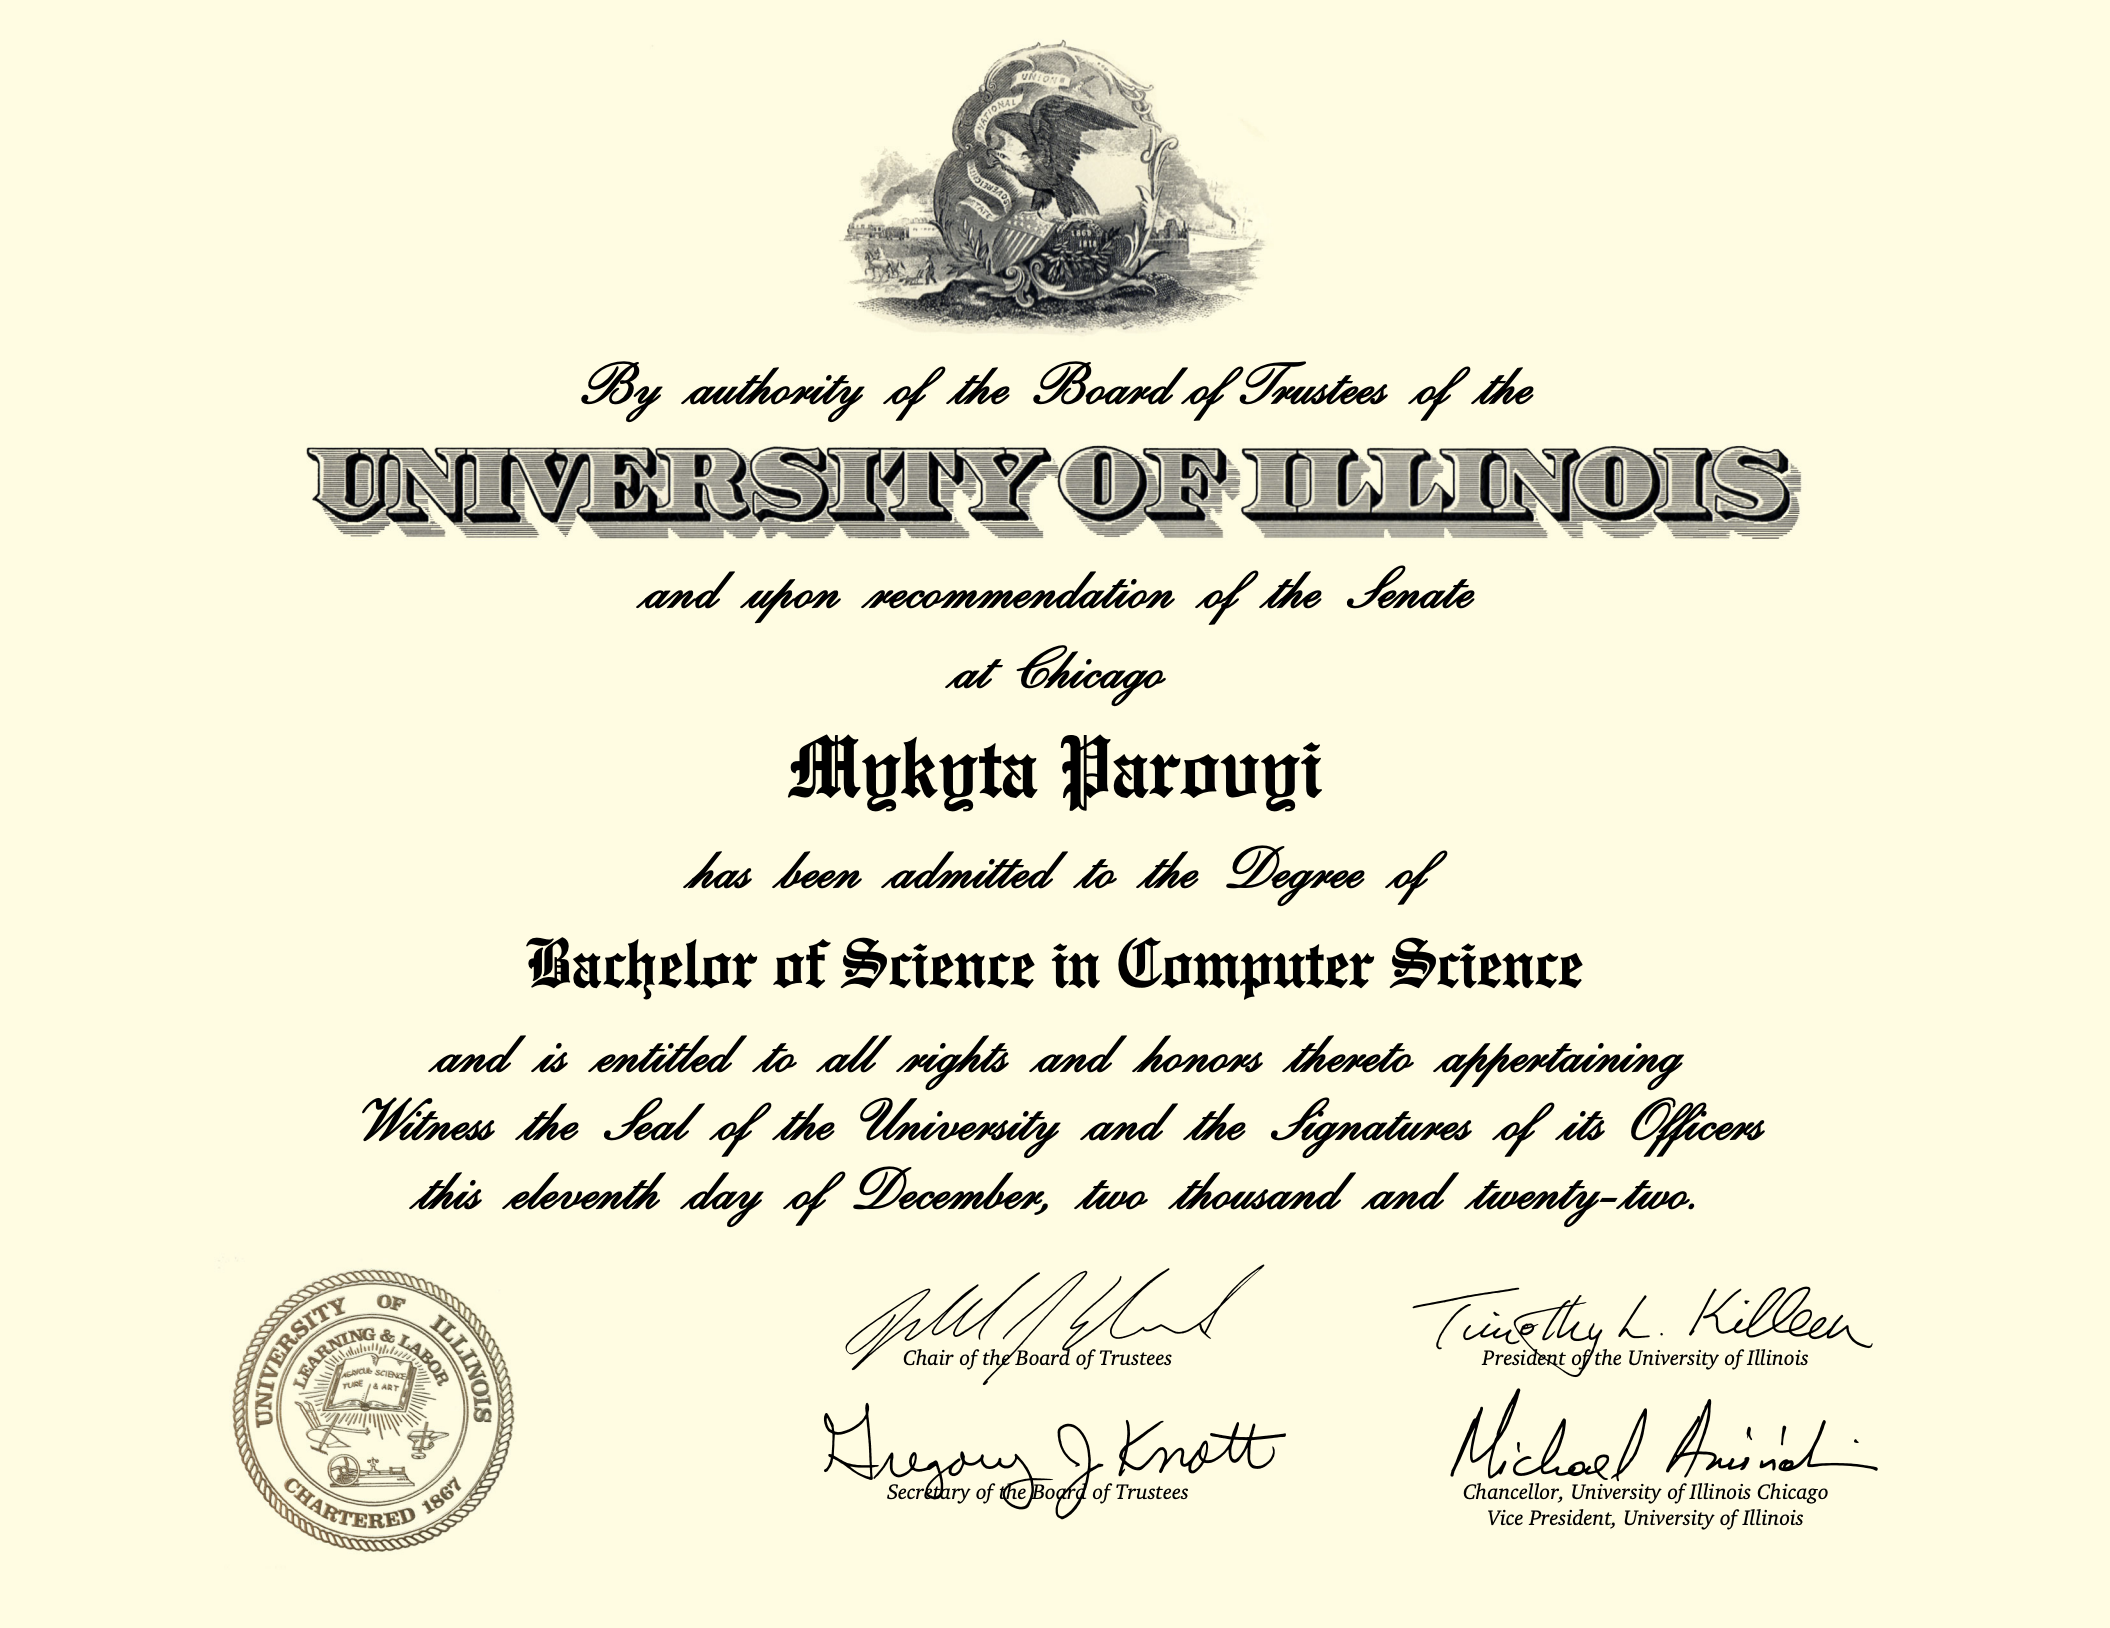 STATE SOVEREIGNTY NATIONAL UNION
By authority of the Board of Trustees of the
UNIVERSITY OF ILLINOIS
and upon recommendation of the Senate
at Chicago
Mykyta Parovyi
has been admitted to the Degree of
Bachelor of Science in Computer Science
and is entitled to all rights and honors thereto appertaining
Witness the Seal of the University and the Signatures of its Officers
this eleventh day of December, two thousand and twenty-two.
UNIVERSITY OF ILLINOIS
LEARNING & LABOR
AGRICUL SCIENCE
TURE & ART
CHARTERED 1867
Chair of the Board of Trustees
Timothy L. Killeen
President of the University of Illinois
Gregory J Knott
Secretary of the Board of Trustees
Michael Amiridis
Chancellor, University of Illinois Chicago
Vice President, University of Illinois